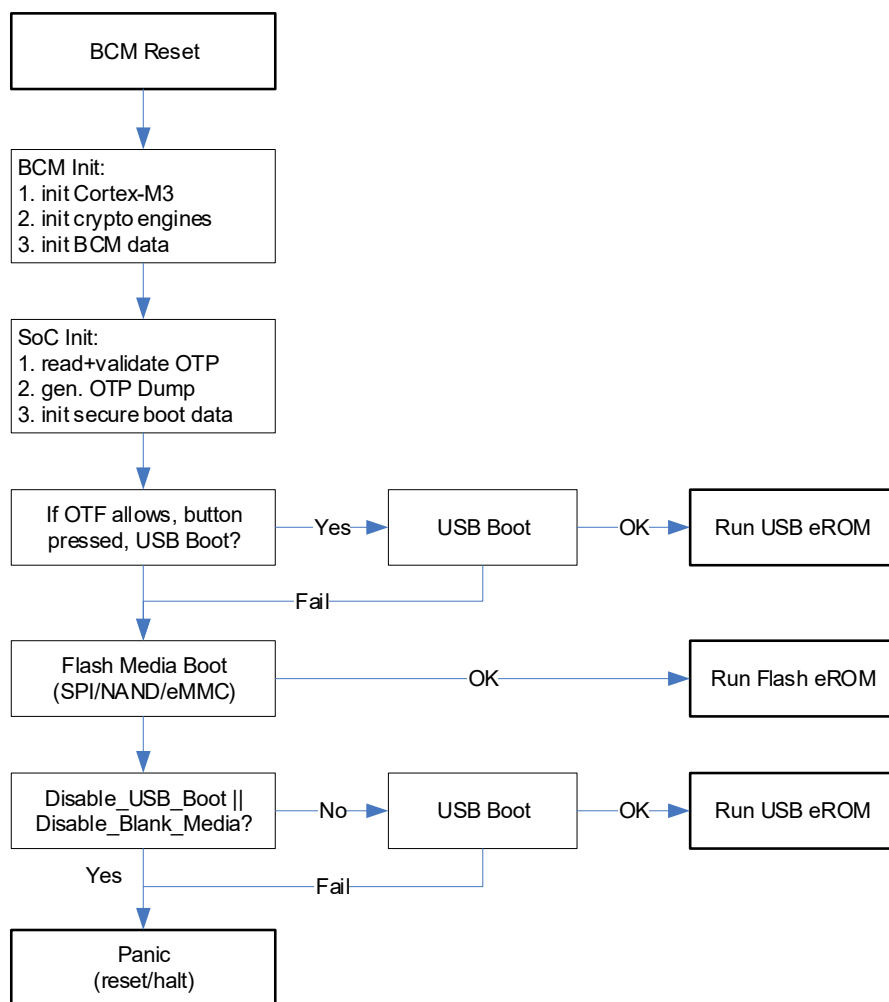 BCM Reset
BCM Init:
1. init Cortex-M3
2. init crypto engines
3. init BCM data
SoC Init:
1. read+validate OTP
2. gen. OTP Dump
3. init secure boot data
If OTF allows, button
pressed, USB Boot?
Yes
USB Boot
OK
Run USB eROM
Fail
Flash Media Boot
(SPI/NAND/eMMC)
OK
Run Flash eROM
Disable_USB_Boot ||
Disable_Blank_Media?
No
USB Boot
OK
Run USB eROM
Yes
Fail
Panic
(reset/halt)